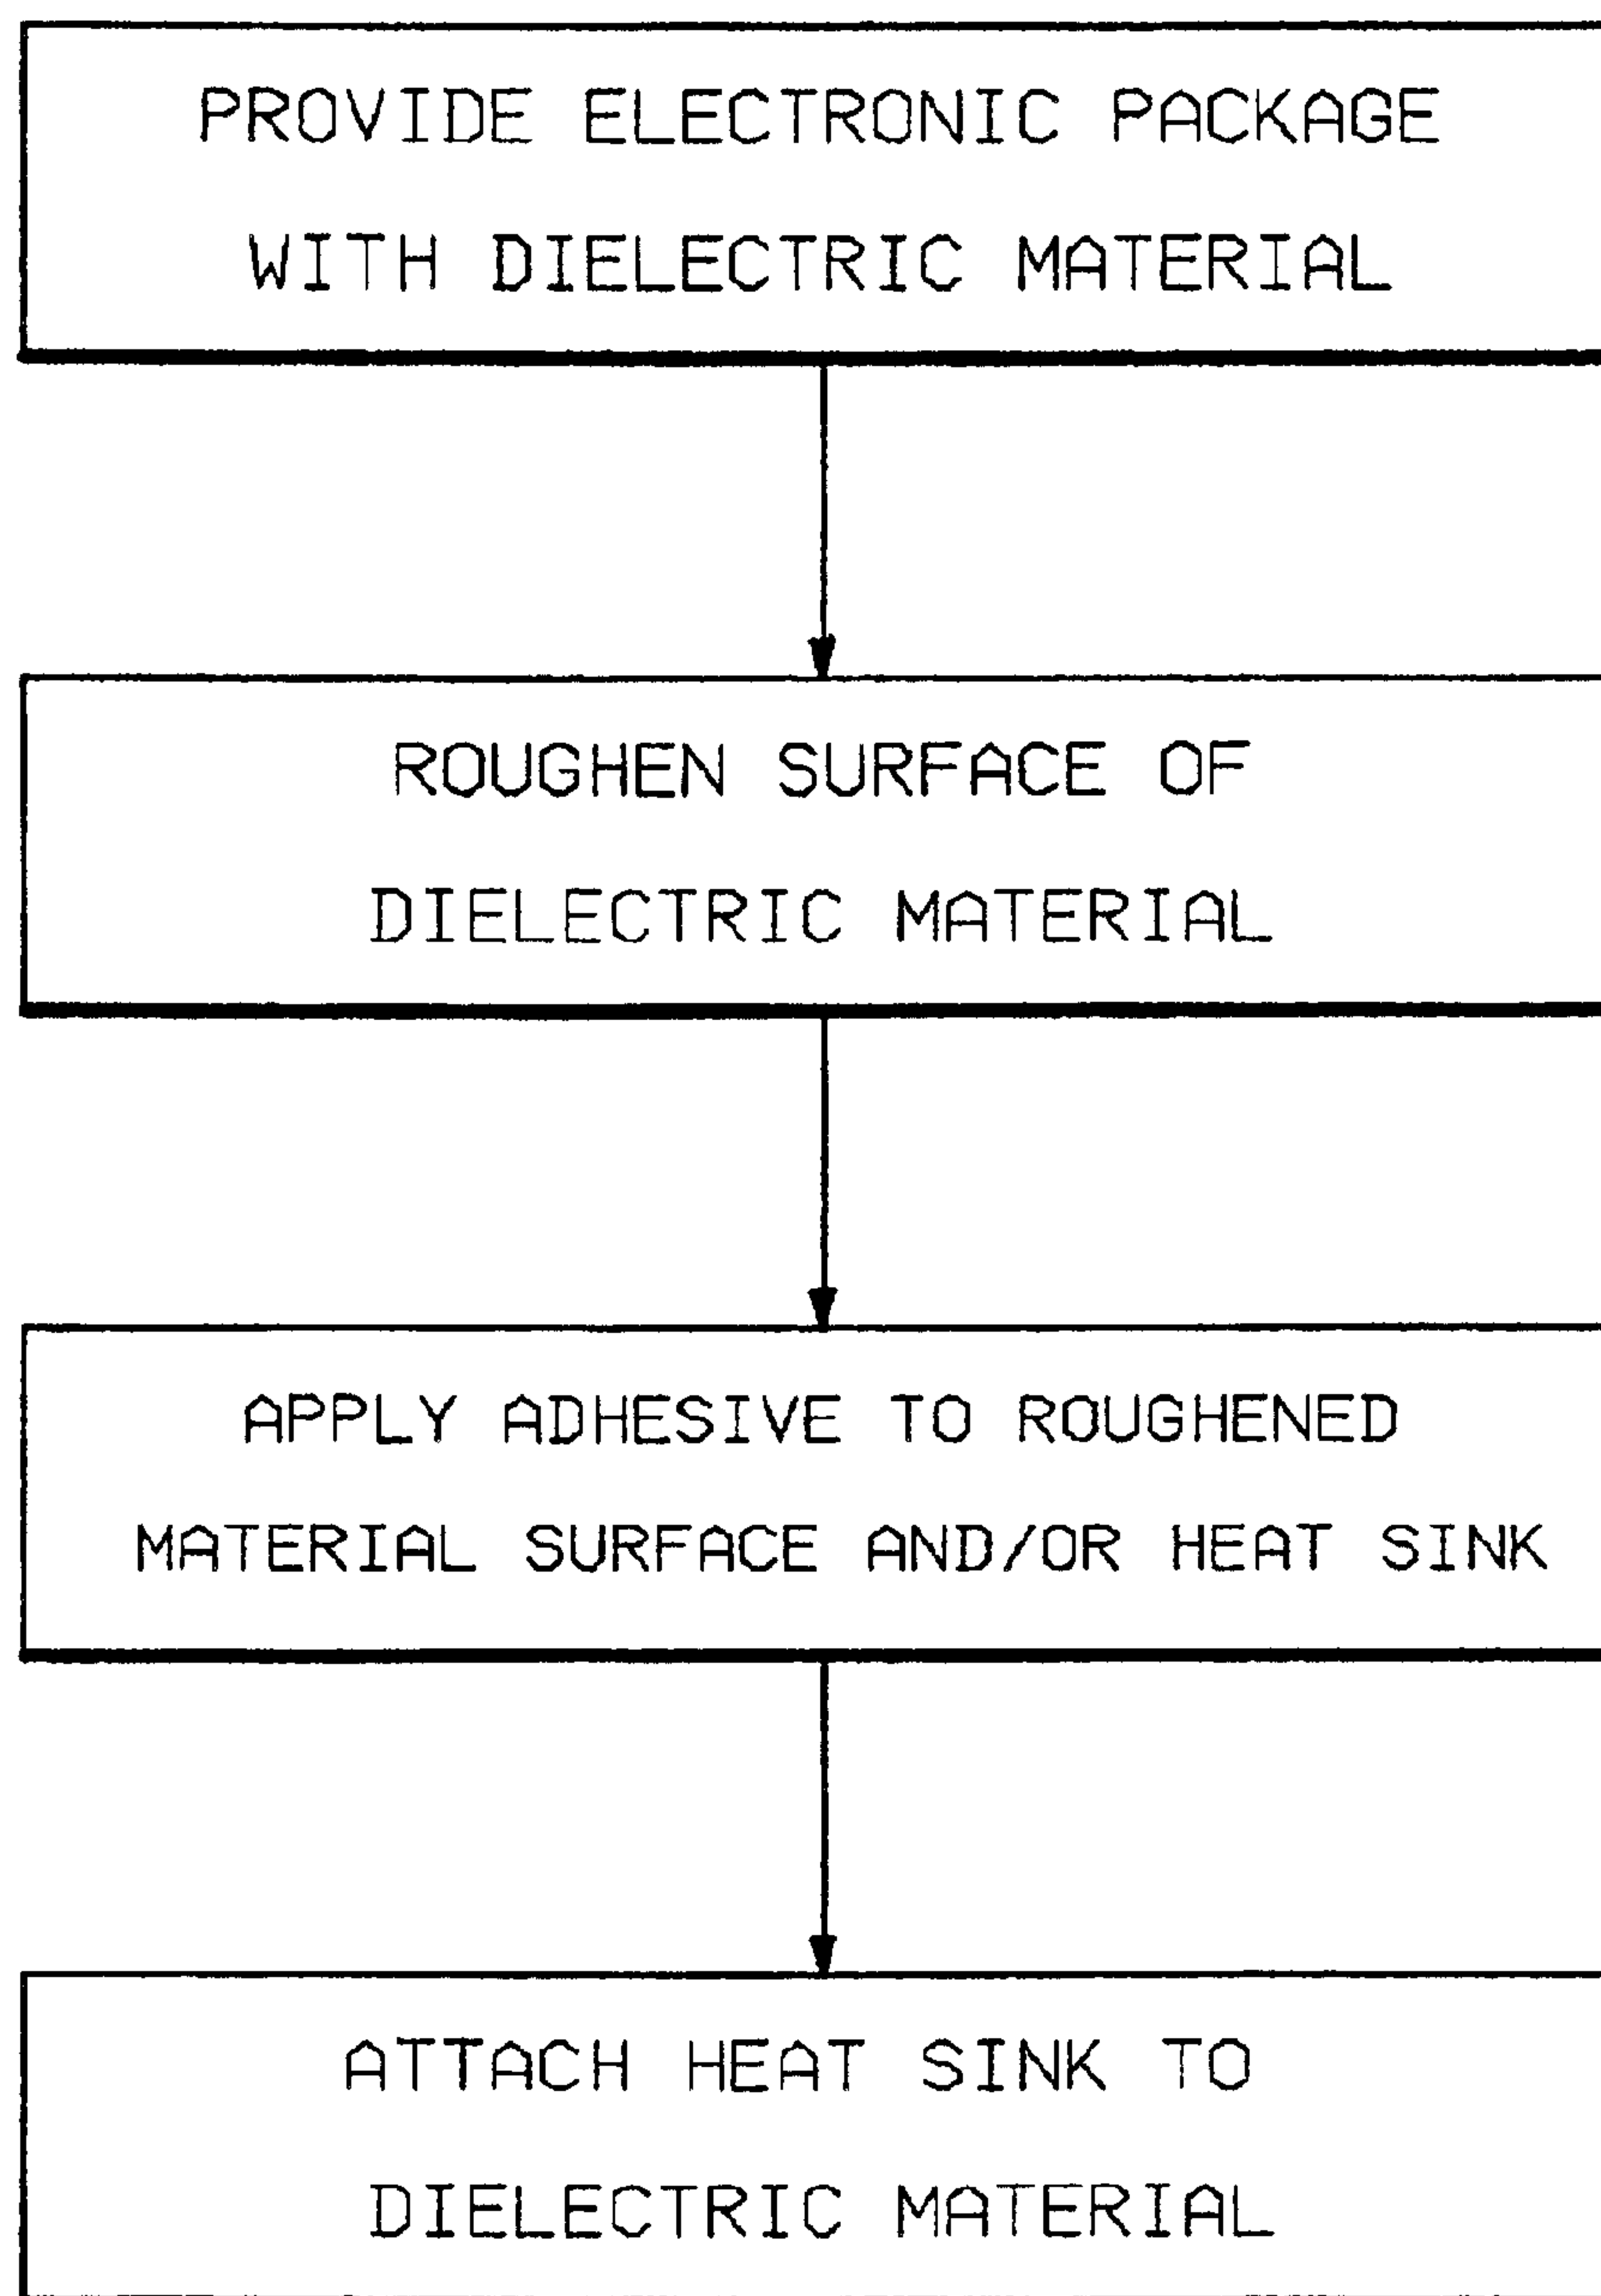 PROVIDE ELECTRONIC PACKAGE
WITH DIELECTRIC MATERIAL
ROUGHEN SURFACE OF
DIELECTRIC MATERIAL
APPLY ADHESIVE TO ROUGHENED
MATERIAL SURFACE AND/OR HEAT SINK
ATTACH HEAT SINK TO
DIELECTRIC MATERIAL